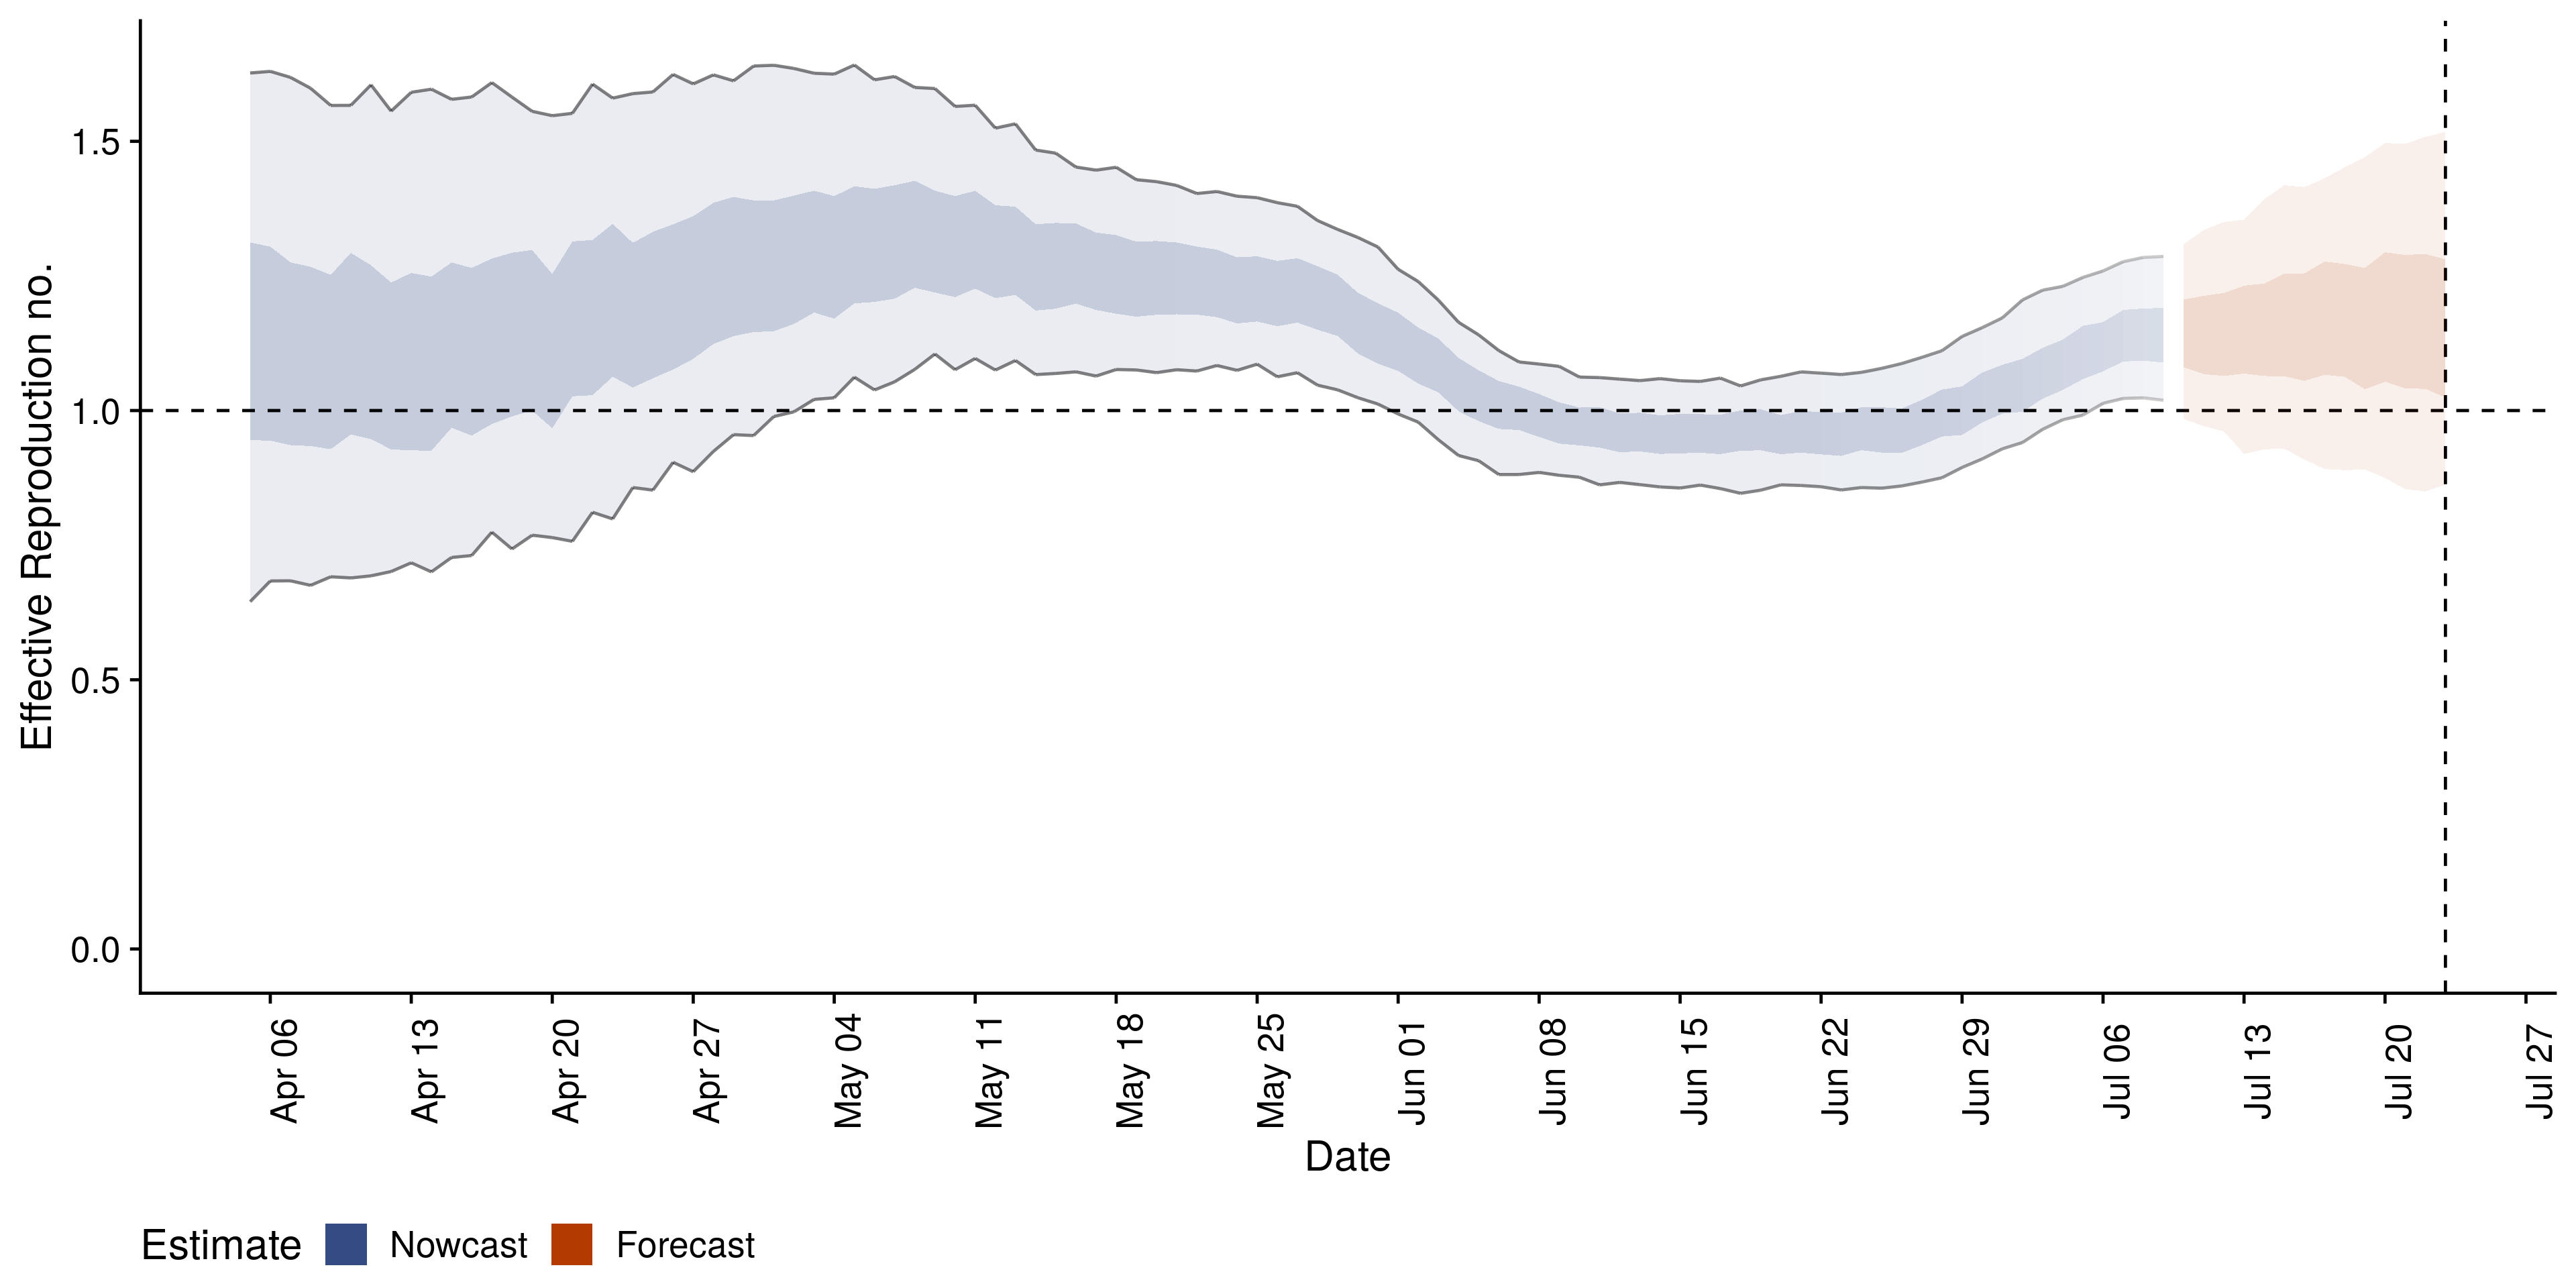 Effective Reproduction no.
1.5
1.0
0.5
0.0
Apr 06
Apr 13
Apr 20
Apr 27
May 04
May 11
May 18
May 25
Jun 01
Jun 08
Jun 15
Jun 22
Jun 29
Jul 06
Jul 13
Jul 20
Jul 27
Date
Estimate Nowcast Forecast